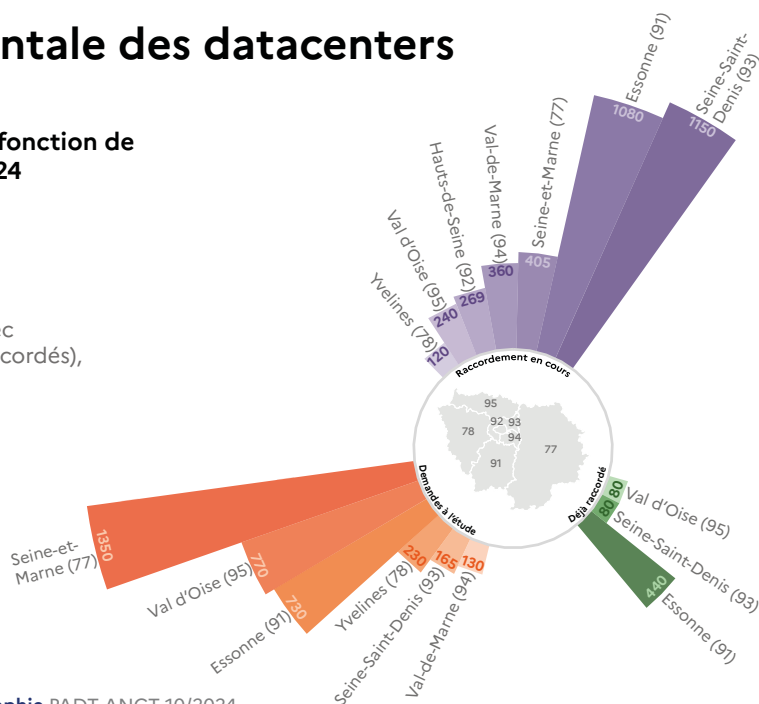 ntale des datacenters
fonction de
24
c
cordés),
Essonne (91)
1080
Seine-Saint-
Denis (93)
1150
Seine-et-Marne (77)
405
Val-de-Marne (94)
360
Hauts-de-Seine (92)
269
Val d'Oise (95)
240
Yvelines (78)
120
Raccordement en cours
95
92
93
94
78
77
91
Déjà raccordé
80
Val d'Oise (95)
80
Seine-Saint-Denis (93)
440
Essonne (91)
Demandes à l'étude
Seine-et-
Marne (77)
1350
Val d'Oise (95)
770
Essonne (91)
730
Yvelines (78)
230
Seine-Saint-Denis (93)
165
Val-de-Marne (94)
130
PADT ANCT 10/2024